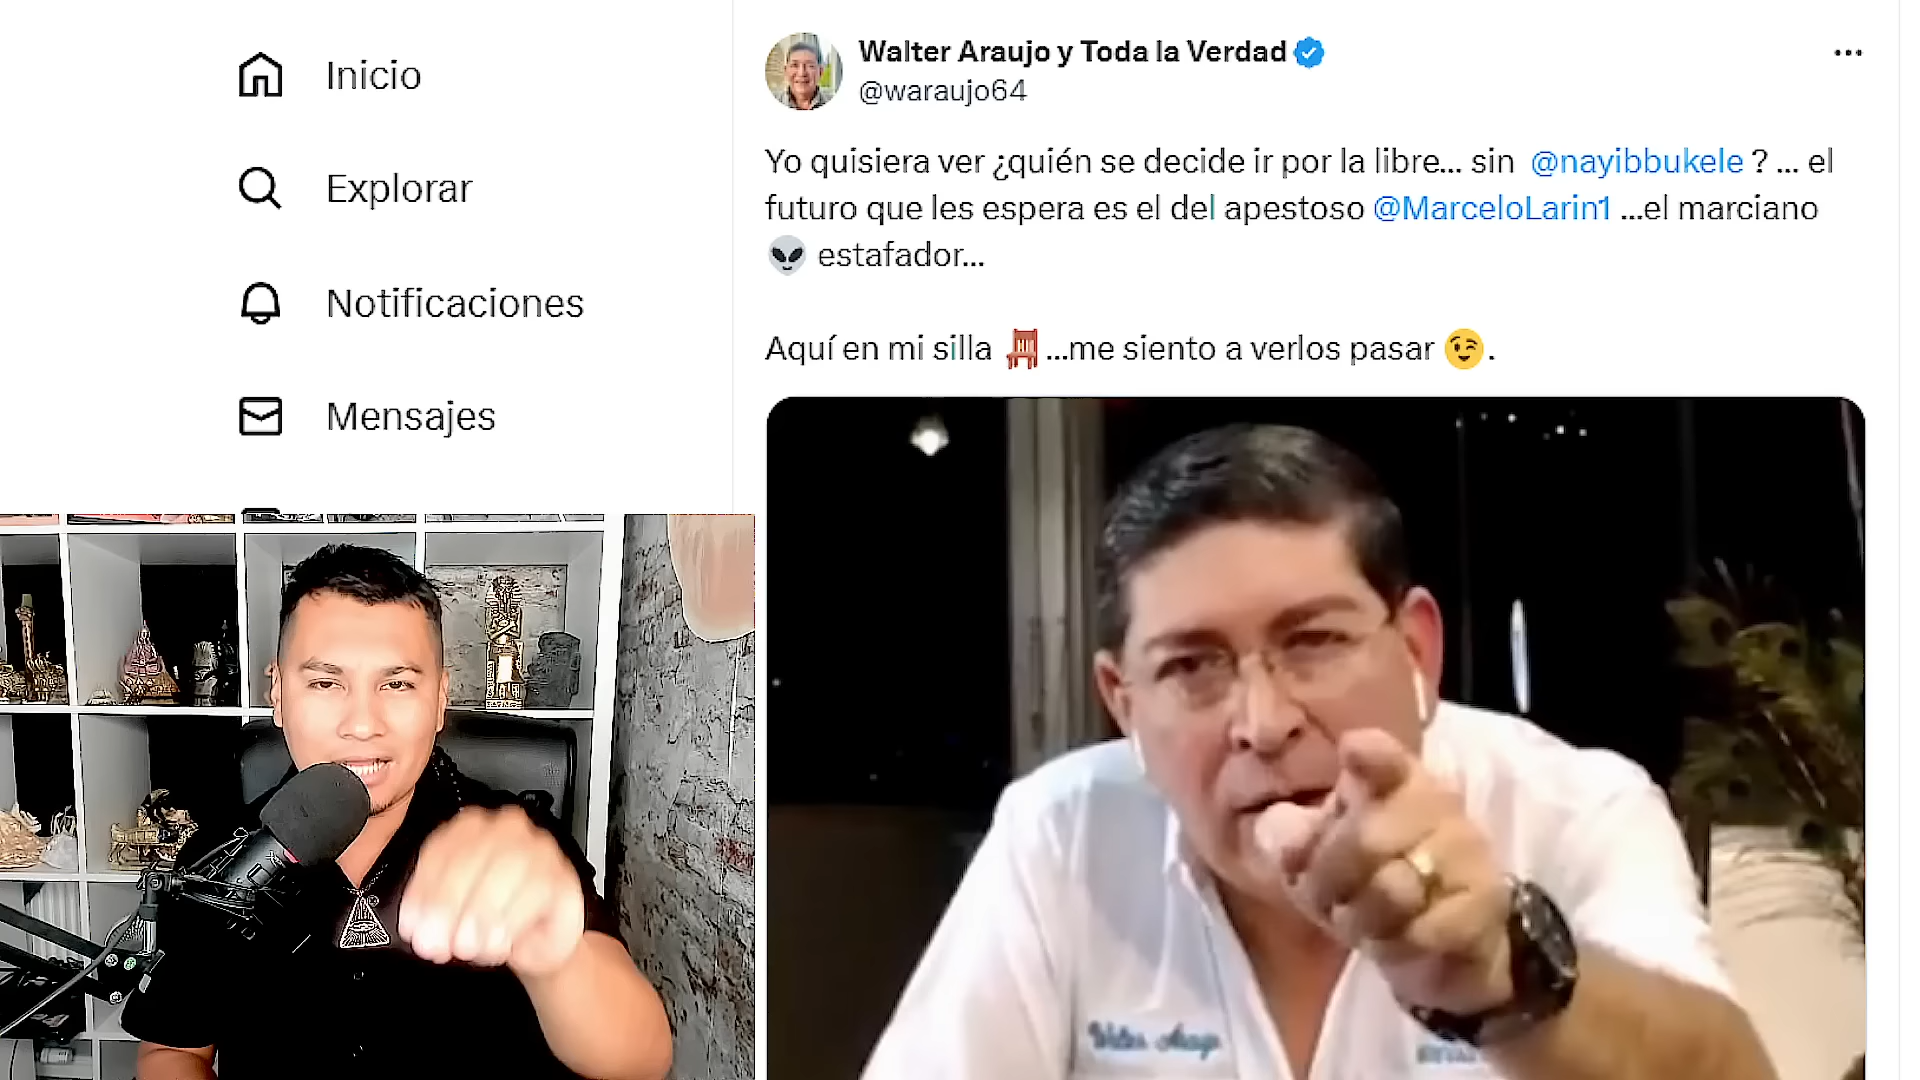 Inicio
Explorar
Notificaciones
Mensajes
Walter Araujo y Toda la Verdad
@waraujo64
Yo quisiera ver ¿quién se decide ir por la libre... sin @nayibbukele ? ... el
futuro que les espera es el del apestoso @MarceloLarin1 ...el marciano
👽 estafador...
Aquí en mi silla 🪑...me siento a verlos pasar 😉.
Walter Araujo